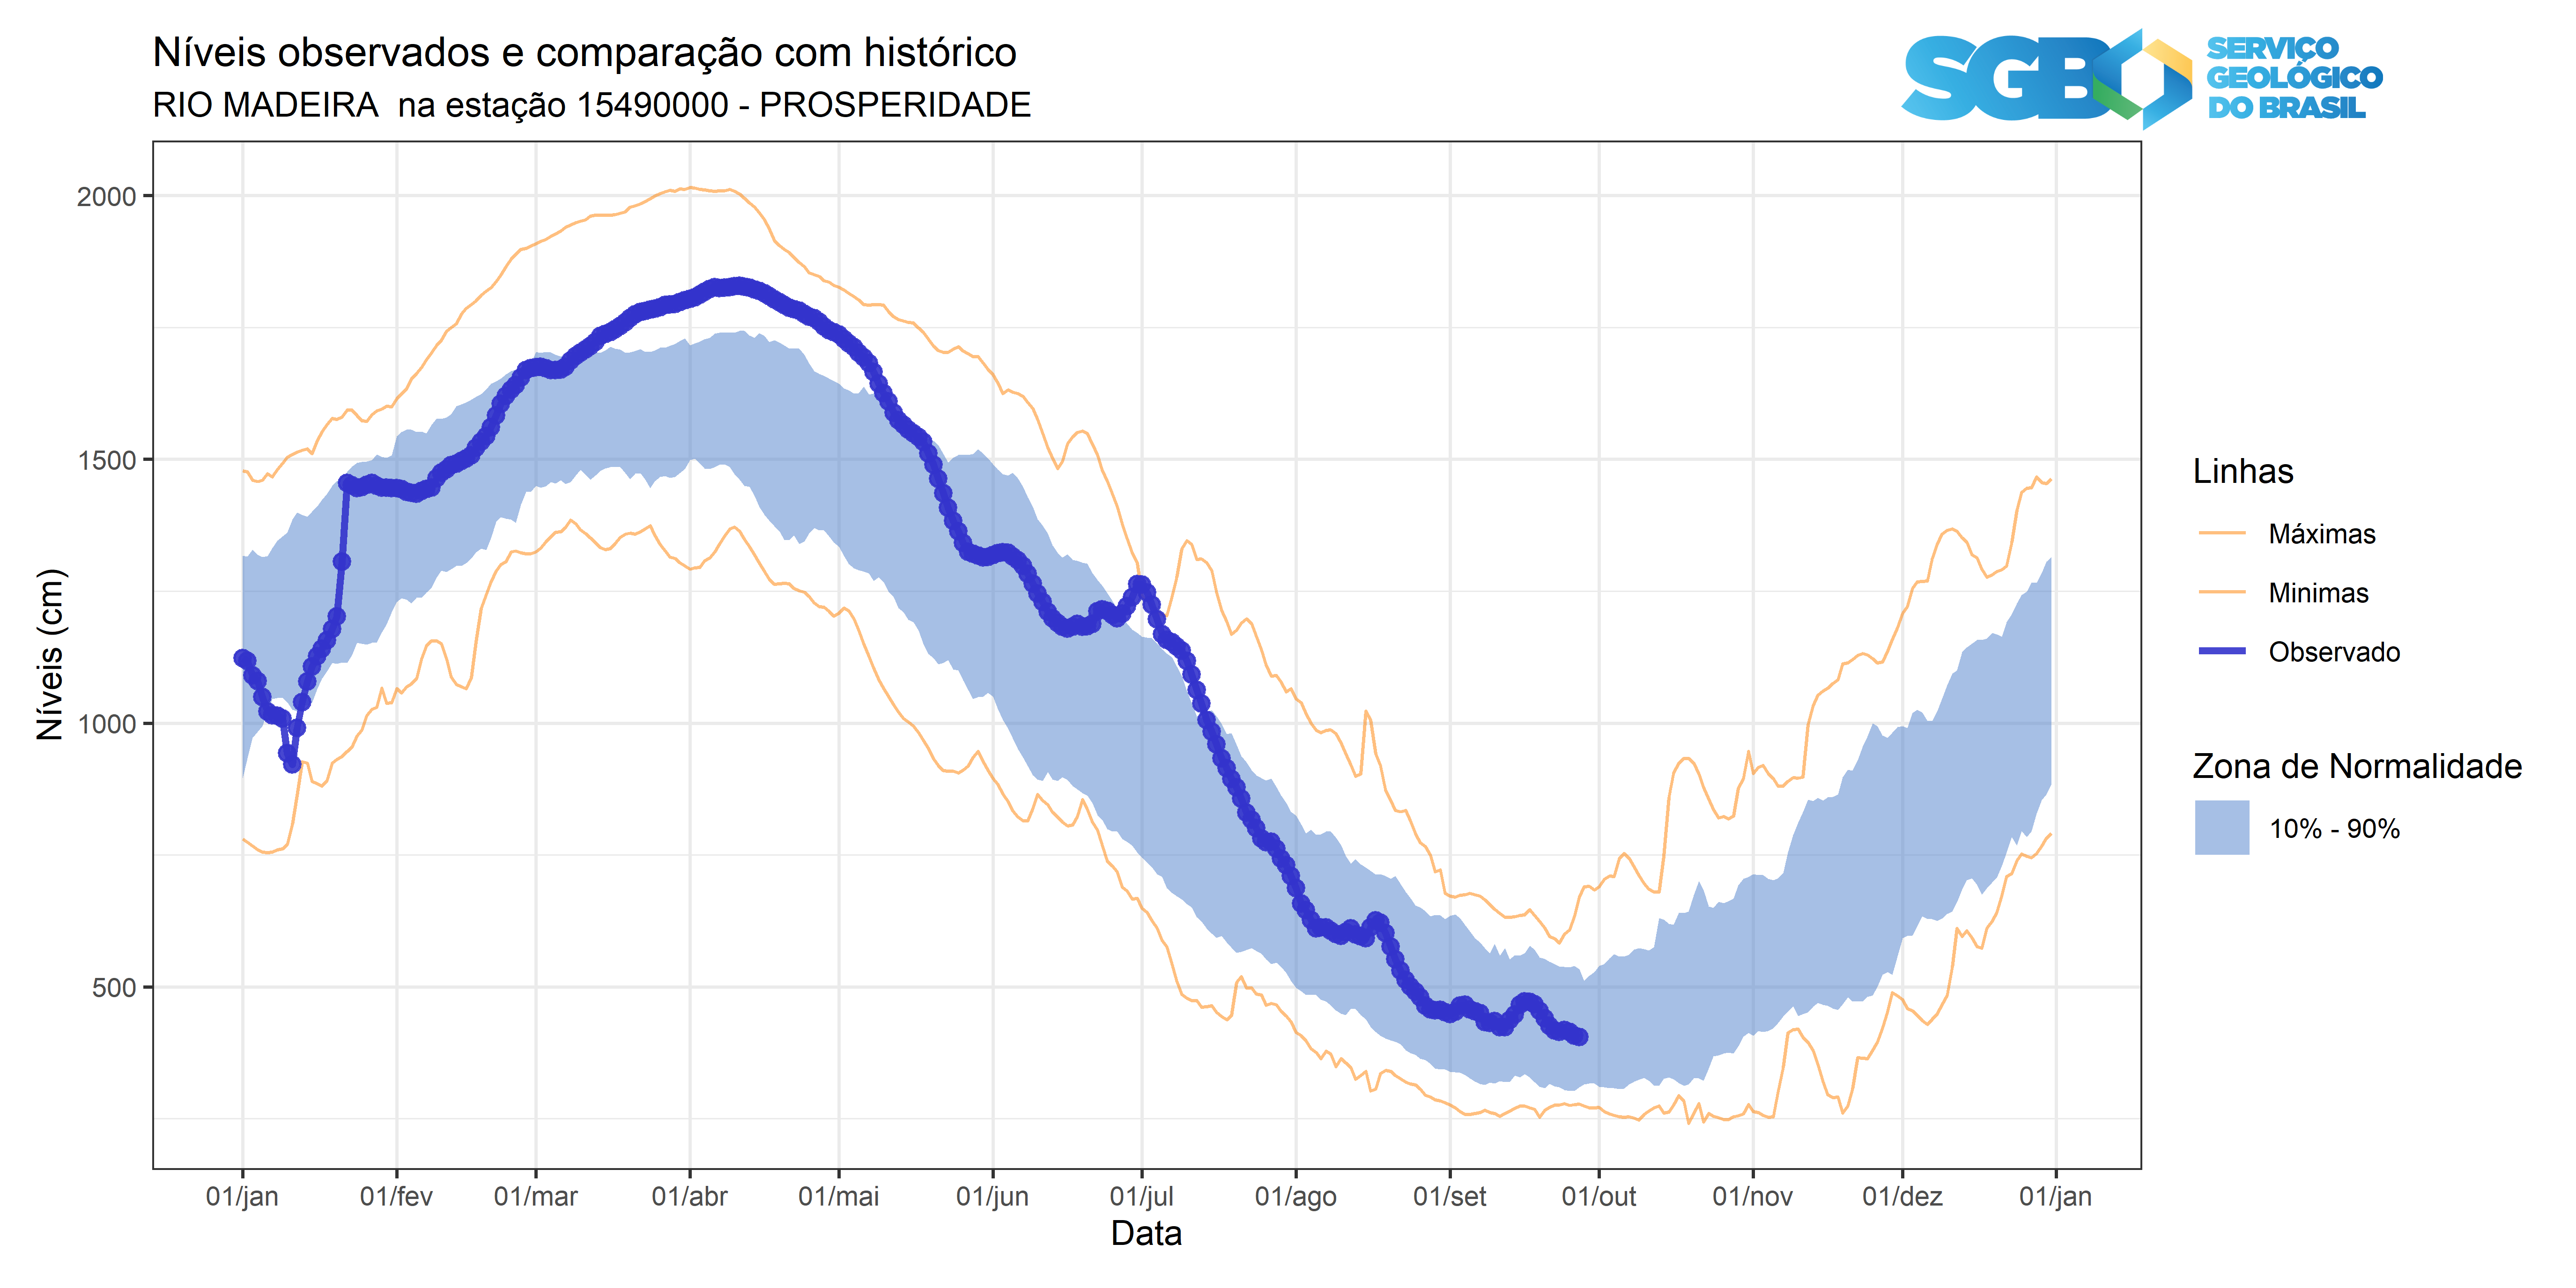 Níveis observados e comparação com histórico
RIO MADEIRA  na estação 15490000 - PROSPERIDADE
SGB
SERVIÇO
GEOLÓGICO
DO BRASIL
Níveis (cm)
2000
1500
1000
500
01/jan
01/fev
01/mar
01/abr
01/mai
01/jun
01/jul
01/ago
01/set
01/out
01/nov
01/dez
01/jan
Data
Linhas
Máximas
Minimas
Observado
Zona de Normalidade
10% - 90%